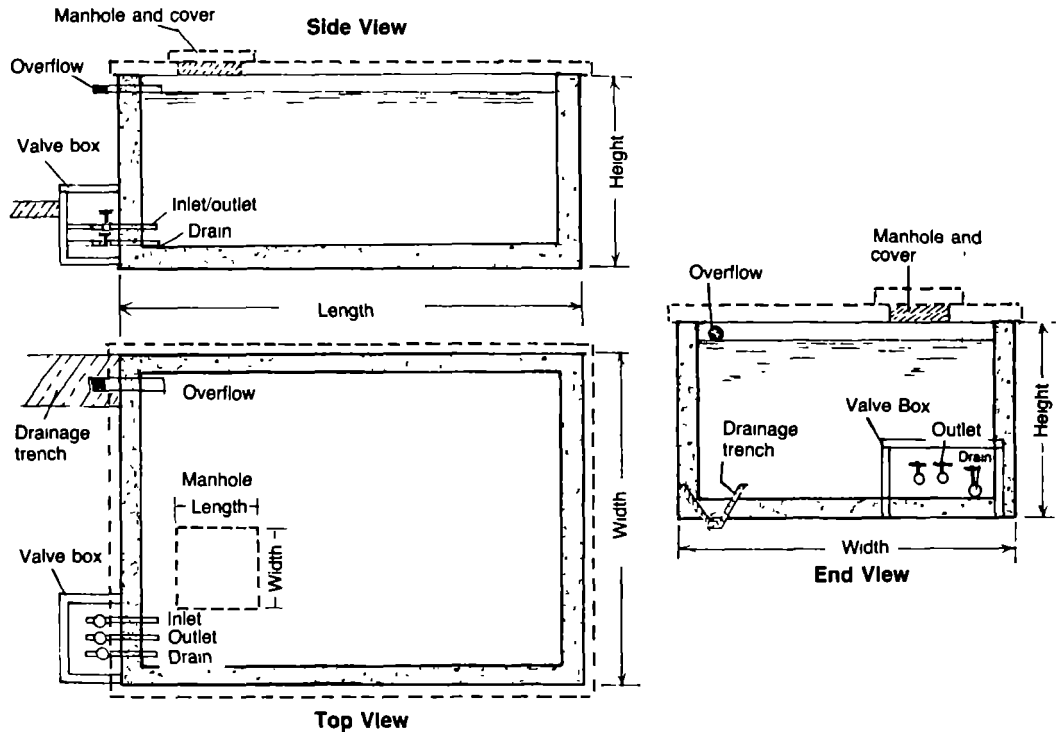 Manhole and cover
Side View
Overflow
Valve box
Inlet/outlet
Drain
Height
Length
Overflow
Drainage
trench
Manhole
Length
Width
Valve box
Inlet
Outlet
Drain
Width
Top View
Manhole and
cover
Overflow
Valve Box
Outlet
Drain
Drainage
trench
Height
Width
End View